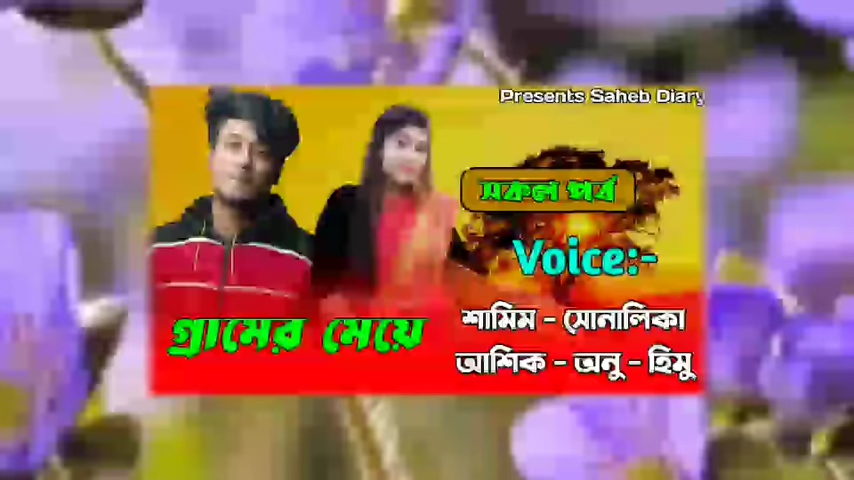 Presents Saheb Diary
সকল পর্ব
Voice:-
গ্রামের মেয়ে
শামিম - সোনালিকা
আশিক - অনু - হিমু